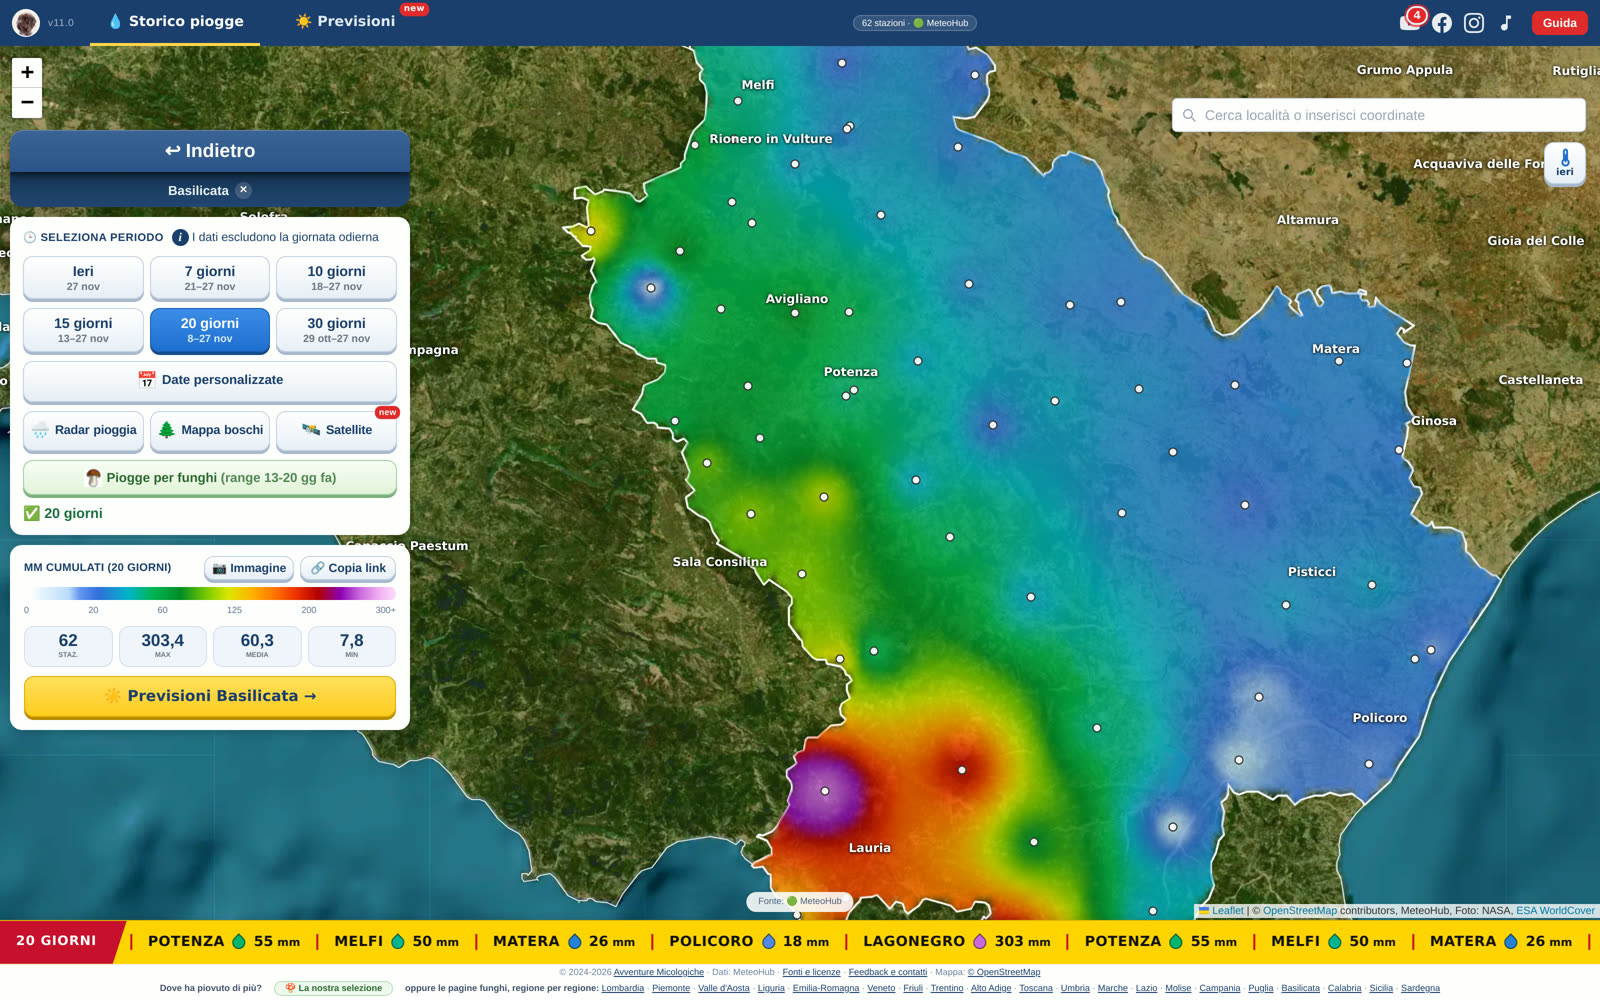 v11.0
💧 Storico piogge
☀️ Previsioni
new
62 stazioni · 🟢 MeteoHub
4
Guida
+
−
↩ Indietro
Basilicata ×
SELEZIONA PERIODO
i I dati escludono la giornata odierna
Ieri
27 nov
7 giorni
21–27 nov
10 giorni
18–27 nov
15 giorni
13–27 nov
20 giorni
8–27 nov
30 giorni
29 ott–27 nov
📅 Date personalizzate
Radar pioggia
Mappa boschi
Satellite
new
Piogge per funghi (range 13-20 gg fa)
✅ 20 giorni
MM CUMULATI (20 GIORNI)
📷 Immagine
🔗 Copia link
0 20 60 125 200 300+
62
STAZ.
303,4
MAX
60,3
MEDIA
7,8
MIN
Previsioni Basilicata →
Cerca località o inserisci coordinate
ieri
Melfi
Rionero in Vulture
Grumo Appula
Rutiglia
Acquaviva delle Fon
Altamura
Gioia del Colle
Solofra
Avigliano
Potenza
Matera
Castellaneta
Ginosa
mpagna
Paestum
Sala Consilina
Pisticci
Policoro
Lauria
Fonte: 🟢 MeteoHub
Leaflet | © OpenStreetMap contributors, MeteoHub, Foto: NASA, ESA WorldCover
20 GIORNI
| POTENZA 55 mm | MELFI 50 mm | MATERA 26 mm | POLICORO 18 mm | LAGONEGRO 303 mm | POTENZA 55 mm | MELFI 50 mm | MATERA 26 mm |
© 2024-2026 Avventure Micologiche · Dati: MeteoHub · Fonti e licenze · Feedback e contatti · Mappa: © OpenStreetMap
Dove ha piovuto di più? 🍄 La nostra selezione oppure le pagine funghi, regione per regione: Lombardia · Piemonte · Valle d'Aosta · Liguria · Emilia-Romagna · Veneto · Friuli · Trentino · Alto Adige · Toscana · Umbria · Marche · Lazio · Molise · Campania · Puglia · Basilicata · Calabria · Sicilia · Sardegna